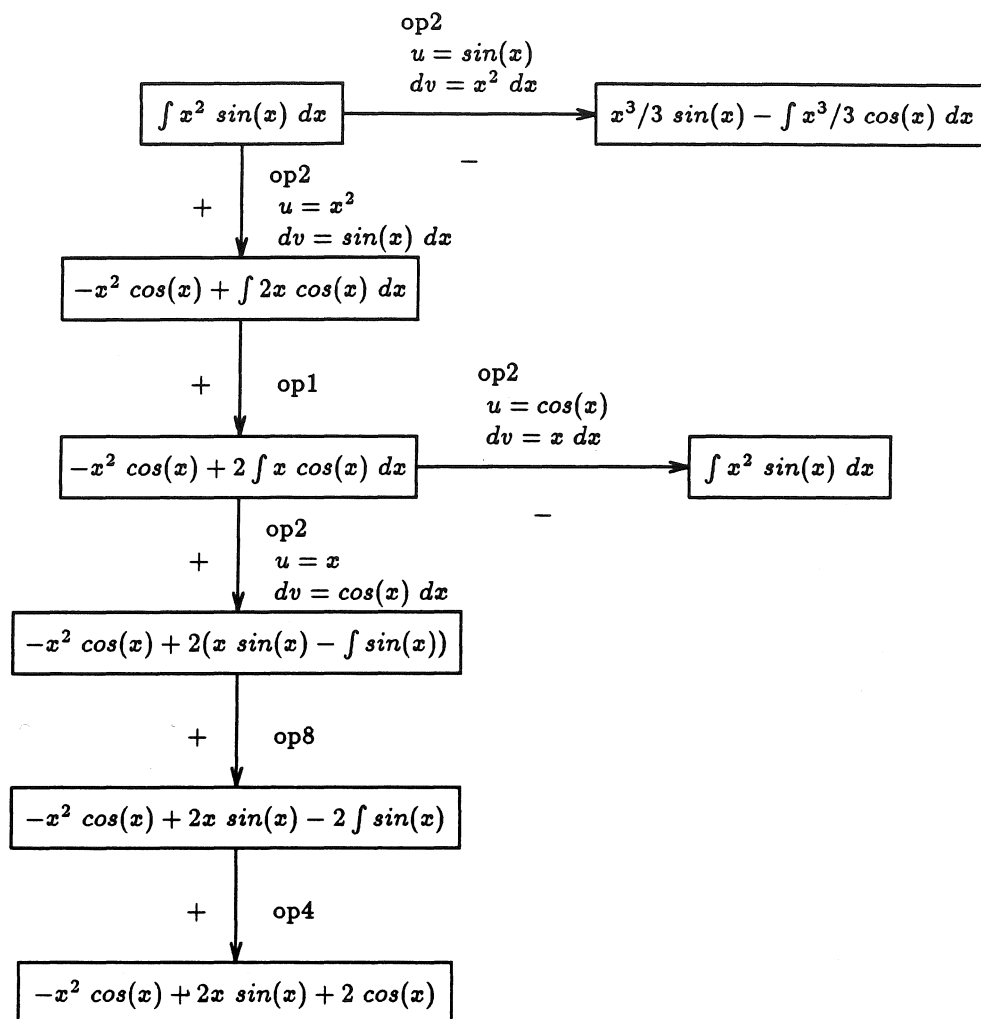 op2
u = sin(x)
dv = x² dx
∫ x² sin(x) dx
x³/3 sin(x) − ∫ x³/3 cos(x) dx
−
op2
+
u = x²
dv = sin(x) dx
−x² cos(x) + ∫ 2x cos(x) dx
+ op1
op2
u = cos(x)
dv = x dx
−x² cos(x) + 2 ∫ x cos(x) dx
∫ x² sin(x) dx
−
op2
+
u = x
dv = cos(x) dx
−x² cos(x) + 2(x sin(x) − ∫ sin(x))
+ op8
−x² cos(x) + 2x sin(x) − 2 ∫ sin(x)
+ op4
−x² cos(x) + 2x sin(x) + 2 cos(x)